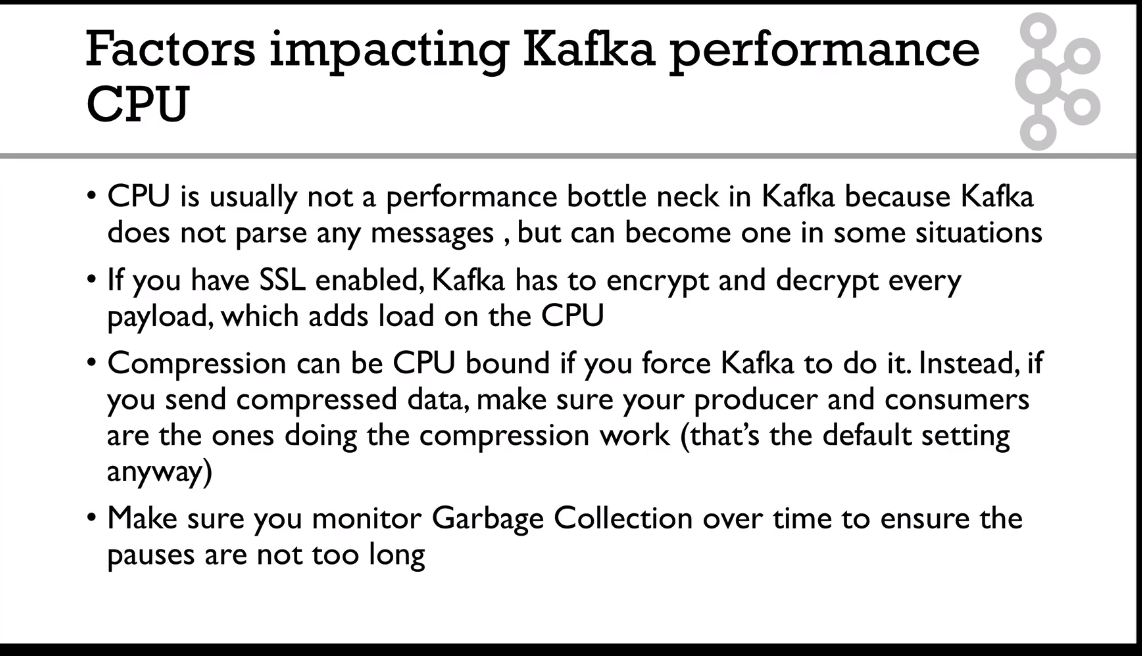 Factors impacting Kafka performance
CPU
• CPU is usually not a performance bottle neck in Kafka because Kafka
does not parse any messages , but can become one in some situations
• If you have SSL enabled, Kafka has to encrypt and decrypt every
payload, which adds load on the CPU
• Compression can be CPU bound if you force Kafka to do it. Instead, if
you send compressed data, make sure your producer and consumers
are the ones doing the compression work (that’s the default setting
anyway)
• Make sure you monitor Garbage Collection over time to ensure the
pauses are not too long